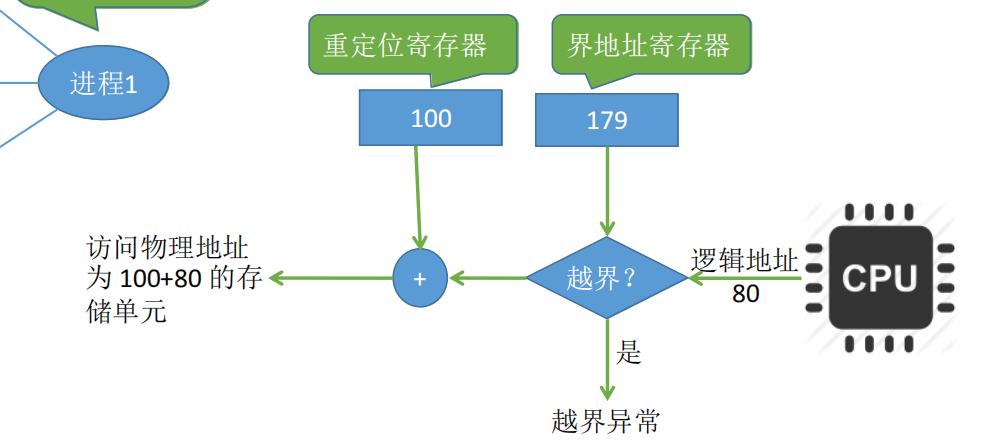 重定位寄存器
界地址寄存器
进程1
100
179
访问物理地址
为 100+80 的存
储单元
+
越界?
逻辑地址
80
CPU
是
越界异常